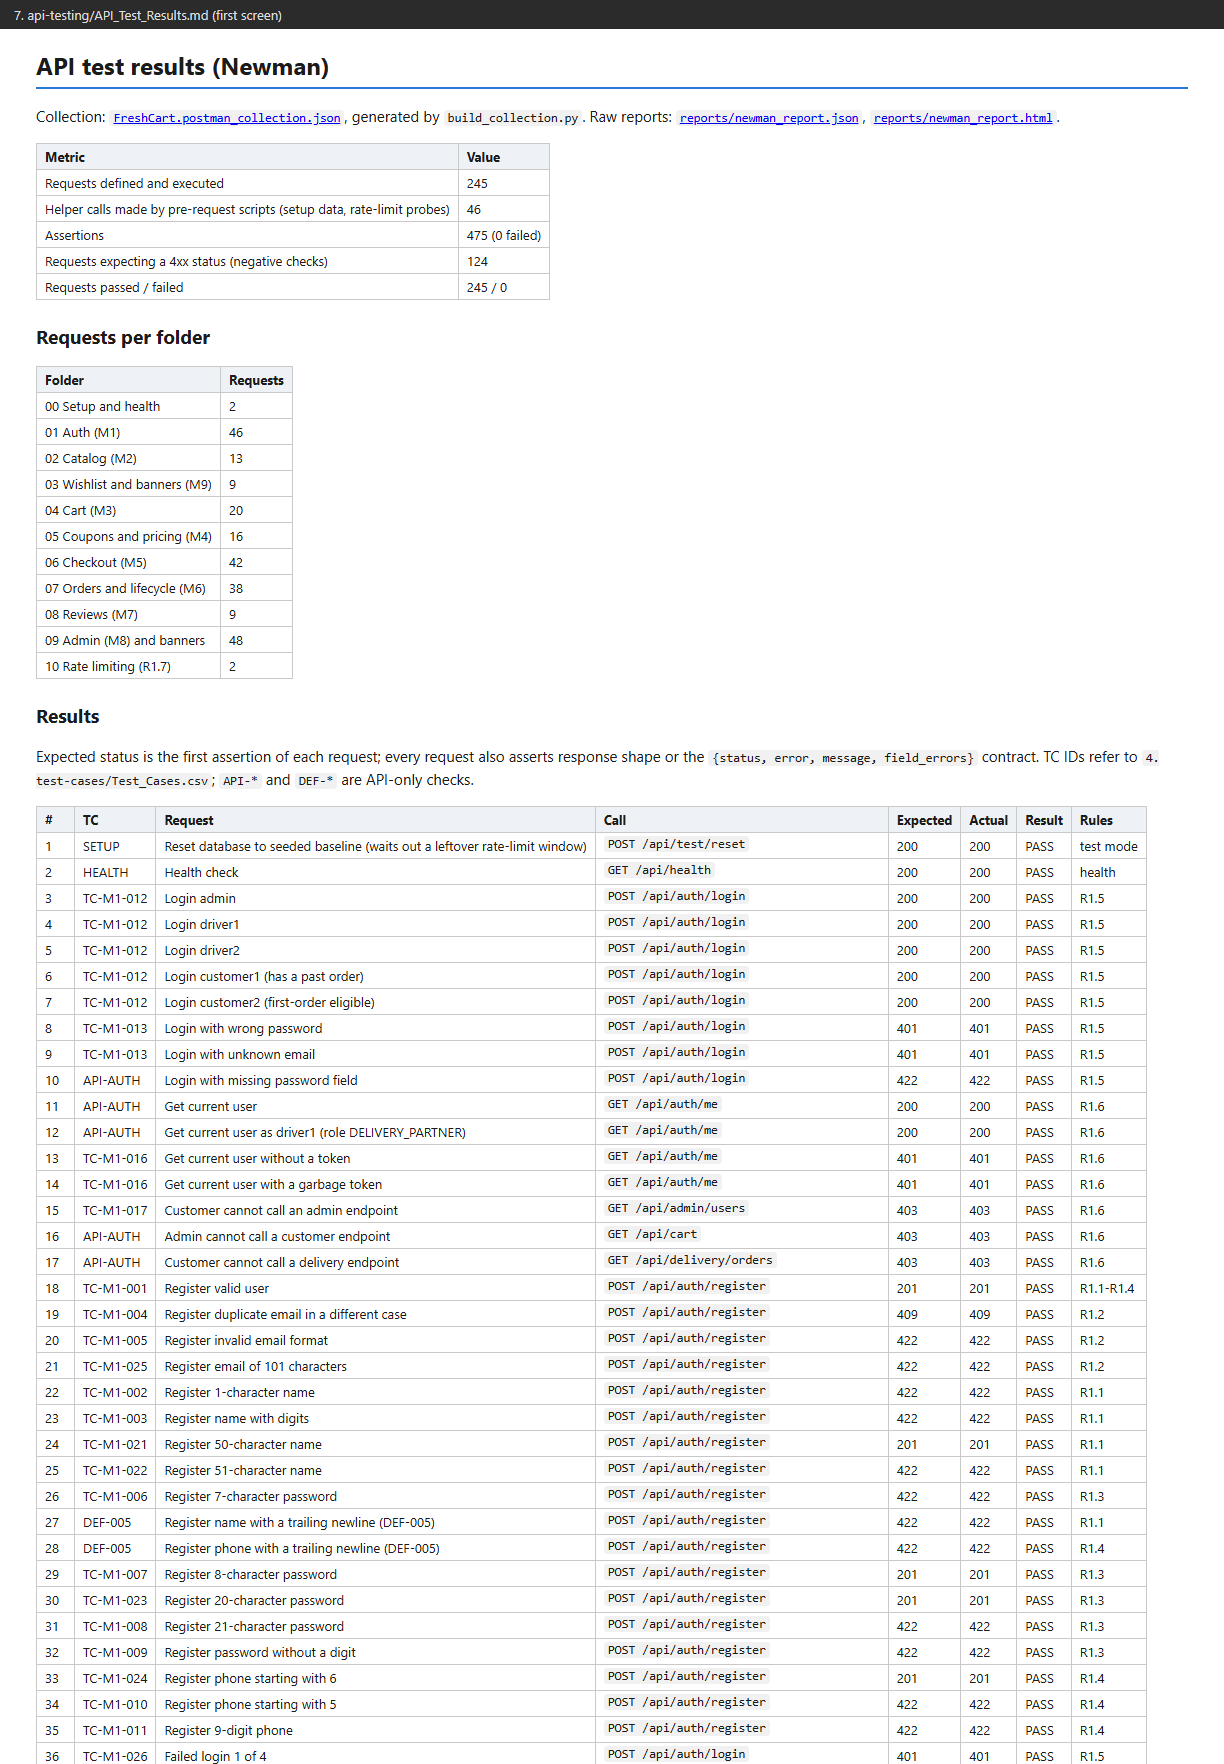 7. api-testing/API_Test_Results.md (first screen)
API test results (Newman)
Collection: FreshCart.postman_collection.json , generated by build_collection.py . Raw reports: reports/newman_report.json , reports/newman_report.html .
Metric Value
Requests defined and executed 245
Helper calls made by pre-request scripts (setup data, rate-limit probes) 46
Assertions 475 (0 failed)
Requests expecting a 4xx status (negative checks) 124
Requests passed / failed 245 / 0
Requests per folder
Folder Requests
00 Setup and health 2
01 Auth (M1) 46
02 Catalog (M2) 13
03 Wishlist and banners (M9) 9
04 Cart (M3) 20
05 Coupons and pricing (M4) 16
06 Checkout (M5) 42
07 Orders and lifecycle (M6) 38
08 Reviews (M7) 9
09 Admin (M8) and banners 48
10 Rate limiting (R1.7) 2
Results
Expected status is the first assertion of each request; every request also asserts response shape or the {status, error, message, field_errors} contract. TC IDs refer to 4.
test-cases/Test_Cases.csv ; API-* and DEF-* are API-only checks.
# TC Request Call Expected Actual Result Rules
1 SETUP Reset database to seeded baseline (waits out a leftover rate-limit window) POST /api/test/reset 200 200 PASS test mode
2 HEALTH Health check GET /api/health 200 200 PASS health
3 TC-M1-012 Login admin POST /api/auth/login 200 200 PASS R1.5
4 TC-M1-012 Login driver1 POST /api/auth/login 200 200 PASS R1.5
5 TC-M1-012 Login driver2 POST /api/auth/login 200 200 PASS R1.5
6 TC-M1-012 Login customer1 (has a past order) POST /api/auth/login 200 200 PASS R1.5
7 TC-M1-012 Login customer2 (first-order eligible) POST /api/auth/login 200 200 PASS R1.5
8 TC-M1-013 Login with wrong password POST /api/auth/login 401 401 PASS R1.5
9 TC-M1-013 Login with unknown email POST /api/auth/login 401 401 PASS R1.5
10 API-AUTH Login with missing password field POST /api/auth/login 422 422 PASS R1.5
11 API-AUTH Get current user GET /api/auth/me 200 200 PASS R1.6
12 API-AUTH Get current user as driver1 (role DELIVERY_PARTNER) GET /api/auth/me 200 200 PASS R1.6
13 TC-M1-016 Get current user without a token GET /api/auth/me 401 401 PASS R1.6
14 TC-M1-016 Get current user with a garbage token GET /api/auth/me 401 401 PASS R1.6
15 TC-M1-017 Customer cannot call an admin endpoint GET /api/admin/users 403 403 PASS R1.6
16 API-AUTH Admin cannot call a customer endpoint GET /api/cart 403 403 PASS R1.6
17 API-AUTH Customer cannot call a delivery endpoint GET /api/delivery/orders 403 403 PASS R1.6
18 TC-M1-001 Register valid user POST /api/auth/register 201 201 PASS R1.1-R1.4
19 TC-M1-004 Register duplicate email in a different case POST /api/auth/register 409 409 PASS R1.2
20 TC-M1-005 Register invalid email format POST /api/auth/register 422 422 PASS R1.2
21 TC-M1-025 Register email of 101 characters POST /api/auth/register 422 422 PASS R1.2
22 TC-M1-002 Register 1-character name POST /api/auth/register 422 422 PASS R1.1
23 TC-M1-003 Register name with digits POST /api/auth/register 422 422 PASS R1.1
24 TC-M1-021 Register 50-character name POST /api/auth/register 201 201 PASS R1.1
25 TC-M1-022 Register 51-character name POST /api/auth/register 422 422 PASS R1.1
26 TC-M1-006 Register 7-character password POST /api/auth/register 422 422 PASS R1.3
27 DEF-005 Register name with a trailing newline (DEF-005) POST /api/auth/register 422 422 PASS R1.1
28 DEF-005 Register phone with a trailing newline (DEF-005) POST /api/auth/register 422 422 PASS R1.4
29 TC-M1-007 Register 8-character password POST /api/auth/register 201 201 PASS R1.3
30 TC-M1-023 Register 20-character password POST /api/auth/register 201 201 PASS R1.3
31 TC-M1-008 Register 21-character password POST /api/auth/register 422 422 PASS R1.3
32 TC-M1-009 Register password without a digit POST /api/auth/register 422 422 PASS R1.3
33 TC-M1-024 Register phone starting with 6 POST /api/auth/register 201 201 PASS R1.4
34 TC-M1-010 Register phone starting with 5 POST /api/auth/register 422 422 PASS R1.4
35 TC-M1-011 Register 9-digit phone POST /api/auth/register 422 422 PASS R1.4
36 TC-M1-026 Failed login 1 of 4 POST /api/auth/login 401 401 PASS R1.5